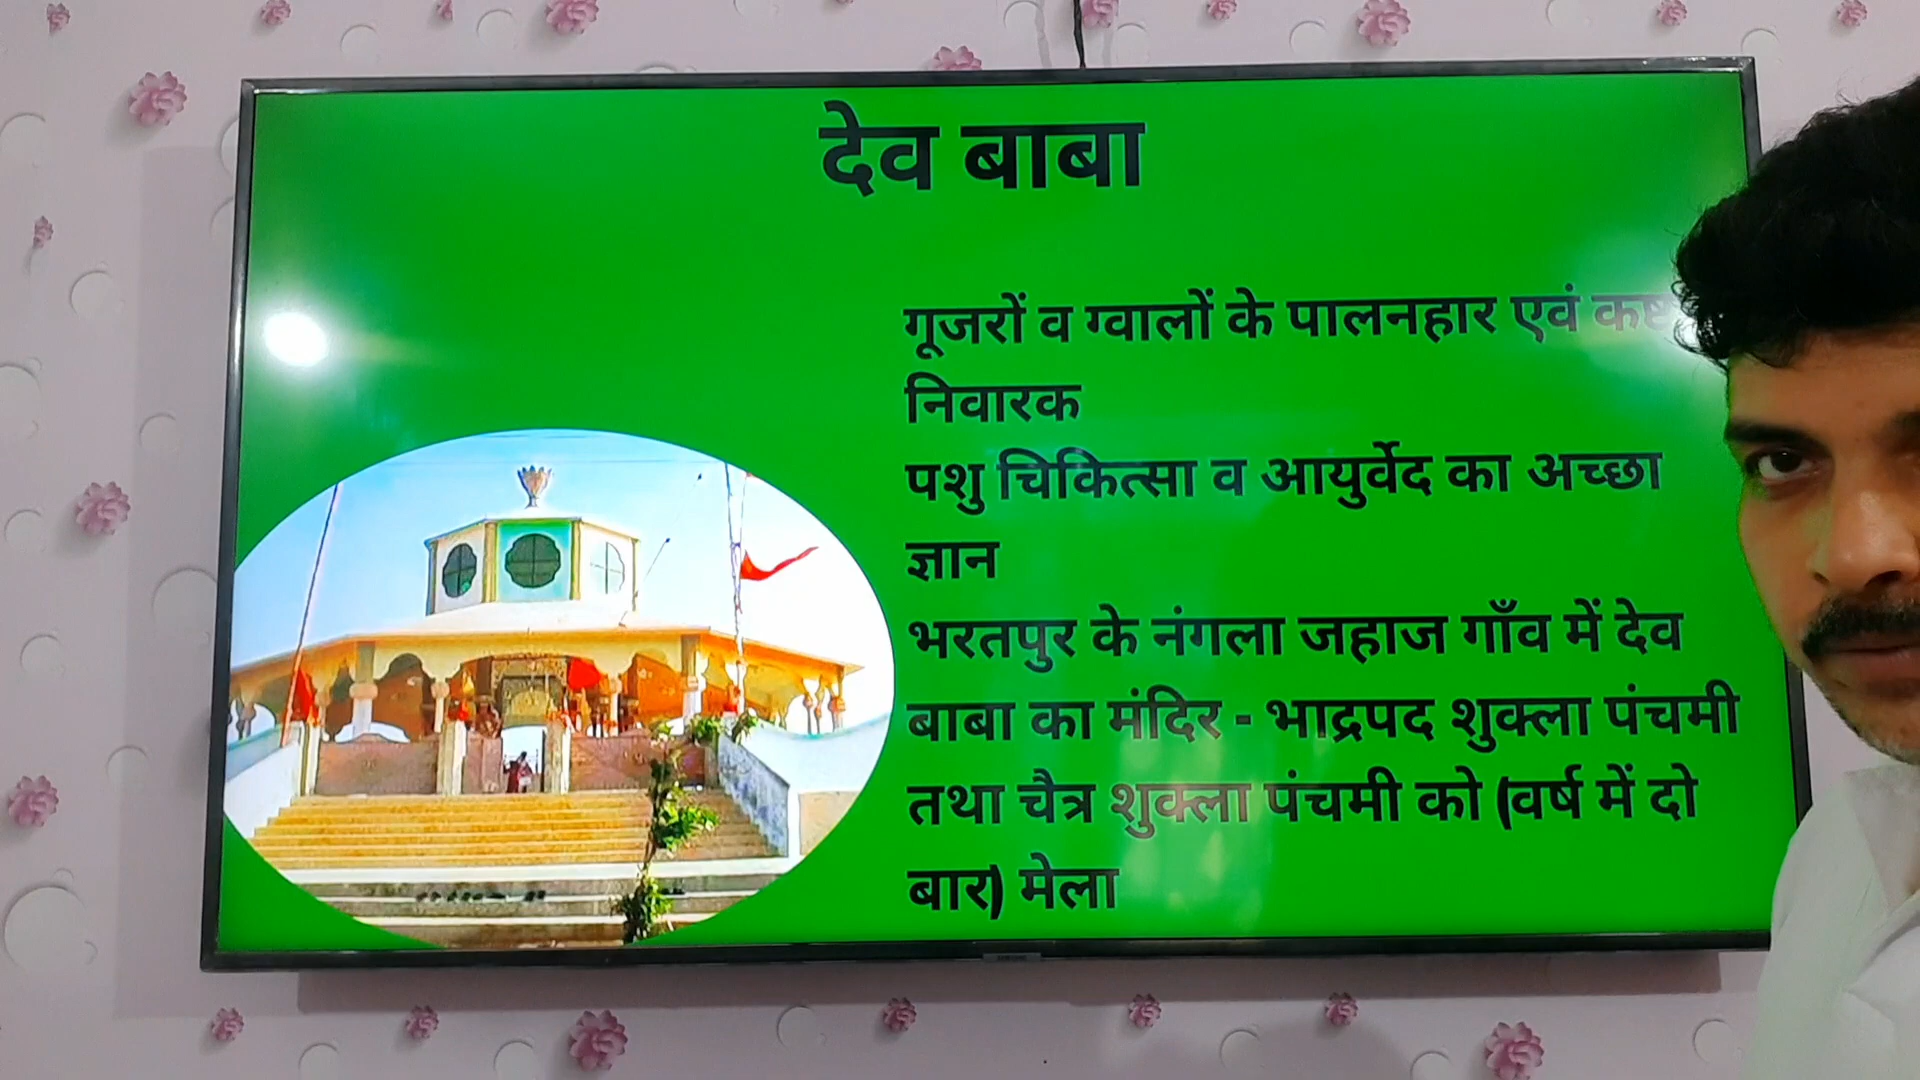 देव बाबा
गूजरों व ग्वालों के पालनहार एवं कष्ट
निवारक
पशु चिकित्सा व आयुर्वेद का अच्छा
ज्ञान
भरतपुर के नंगला जहाज गाँव में देव
बाबा का मंदिर - भाद्रपद शुक्ला पंचमी
तथा चैत्र शुक्ला पंचमी को (वर्ष में दो
बार) मेला